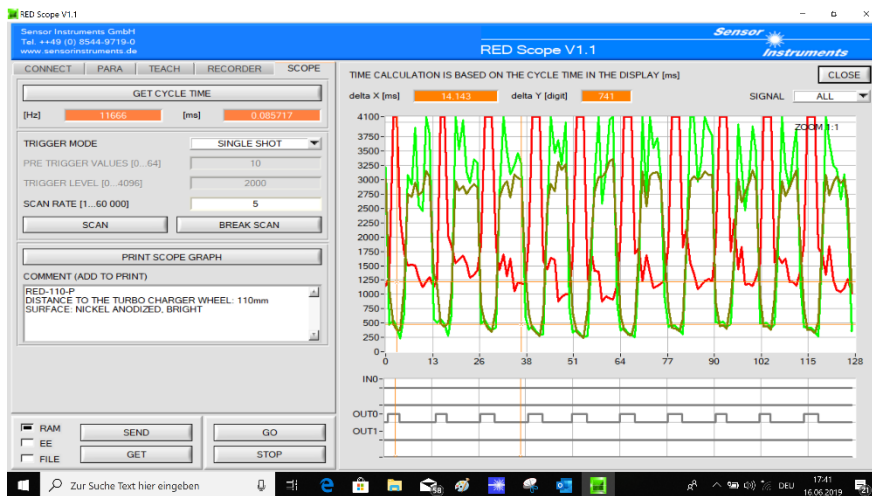 RED Scope V1.1
Sensor Instruments GmbH
Tel. ++49 (0) 8544-9719-0
www.sensorinstruments.de
RED Scope V1.1
Sensor
Instruments
CONNECT PARA TEACH RECORDER SCOPE
GET CYCLE TIME
[Hz] 11666 [ms] 0.085717
TRIGGER MODE SINGLE SHOT
PRE TRIGGER VALUES [0...64] 10
TRIGGER LEVEL [0...4096] 2000
SCAN RATE [1...60 000] 5
SCAN BREAK SCAN
PRINT SCOPE GRAPH
COMMENT (ADD TO PRINT)
RED-110-P
DISTANCE TO THE TURBO CHARGER WHEEL: 110mm
SURFACE: NICKEL ANODIZED, BRIGHT
RAM
EE
FILE
SEND GO
GET STOP
TIME CALCULATION IS BASED ON THE CYCLE TIME IN THE DISPLAY [ms]
CLOSE
delta X [ms] 14.143 delta Y [digit] 741 SIGNAL ALL
ZOOM 1:1
4100
3750
3500
3250
3000
2750
2500
2250
2000
1750
1500
1250
1000
750
500
250
0
0 13 26 38 51 64 77 90 102 115 128
IN0
OUT0
OUT1
Zur Suche Text hier eingeben
58
DEU
17:41
16.06.2019
21